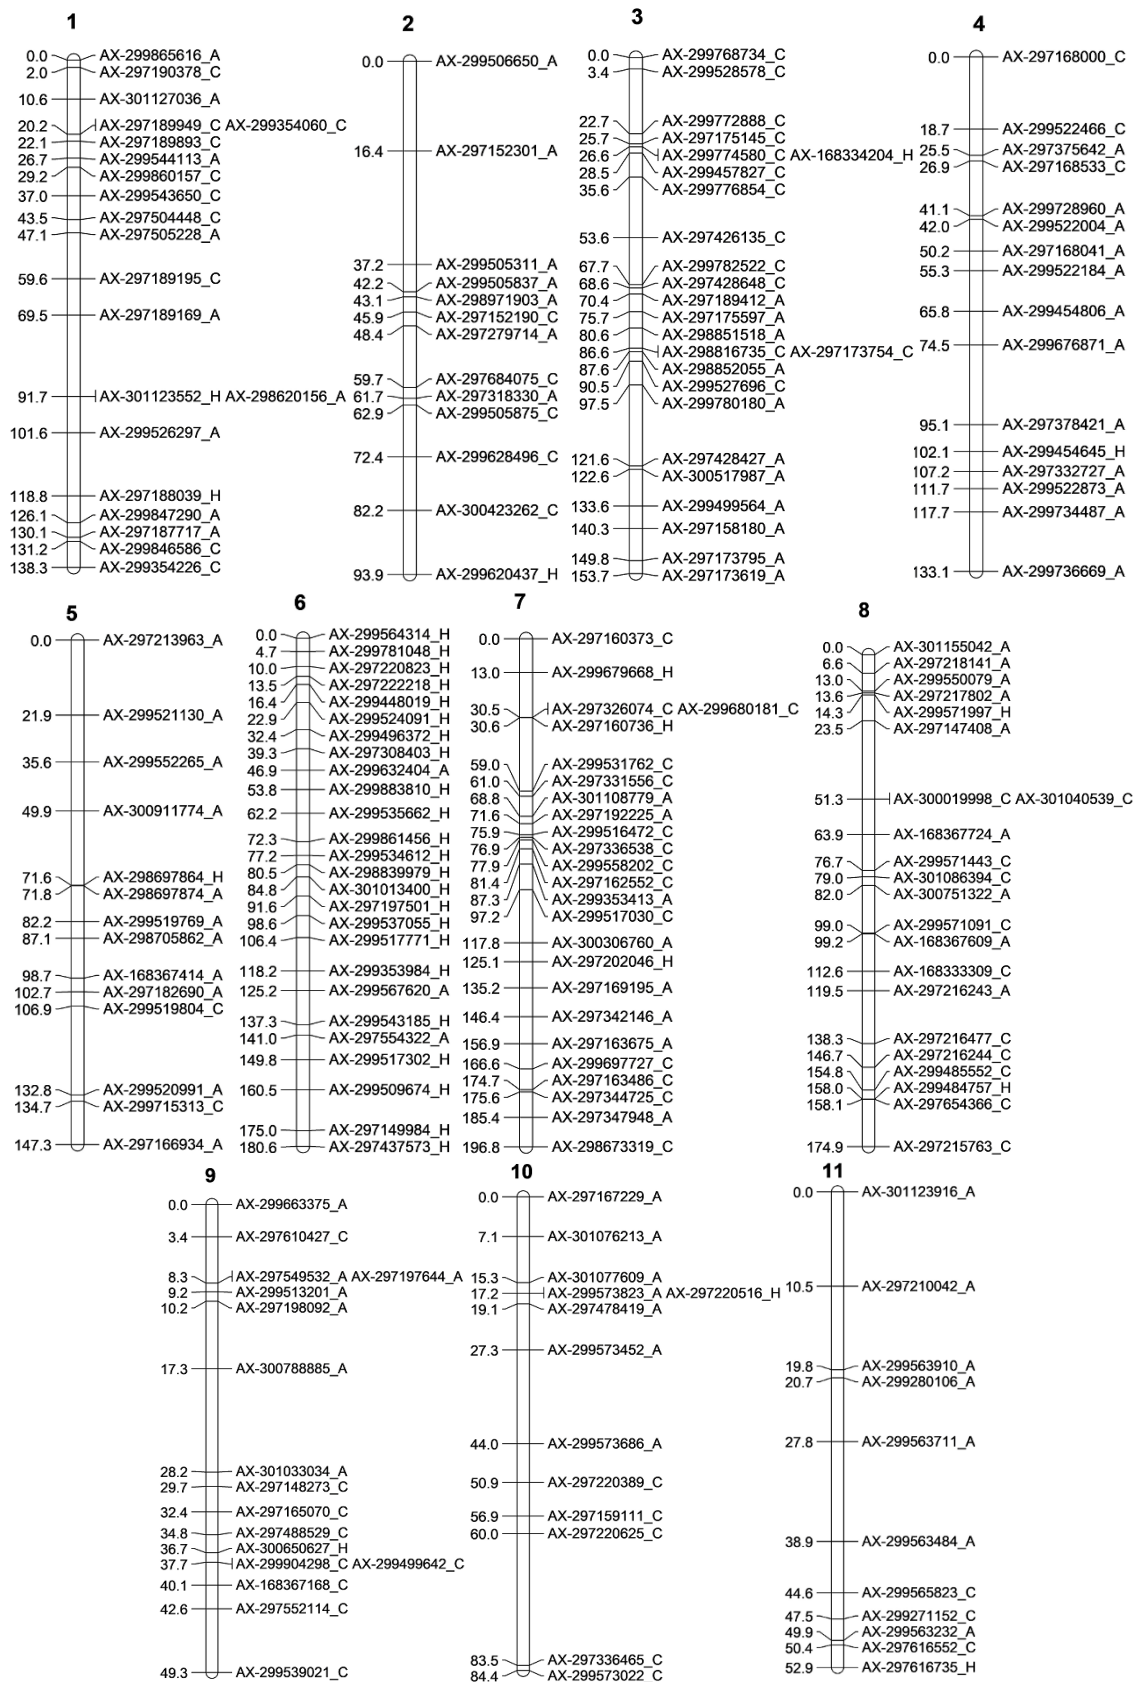 1
0.0 AX-299865616_A
2.0 AX-297190378_C
10.6 AX-301127036_A
20.2 AX-297189949_C AX-299354060_C
22.1 AX-297189893_C
26.7 AX-299544113_A
29.2 AX-299860157_C
37.0 AX-299543650_C
43.5 AX-297504448_C
47.1 AX-297505228_A
59.6 AX-297189195_C
69.5 AX-297189169_A
91.7 AX-301123552_H AX-298620156_A
101.6 AX-299526297_A
118.8 AX-297188039_H
126.1 AX-299847290_A
130.1 AX-297187717_A
131.2 AX-299846586_C
138.3 AX-299354226_C
2
0.0 AX-299506650_A
16.4 AX-297152301_A
37.2 AX-299505311_A
42.2 AX-299505837_A
43.1 AX-298971903_A
45.9 AX-297152190_C
48.4 AX-297279714_A
59.7 AX-297684075_C
61.7 AX-297318330_A
62.9 AX-299505875_C
72.4 AX-299628496_C
82.2 AX-300423262_C
93.9 AX-299620437_H
3
0.0 AX-299768734_C
3.4 AX-299528578_C
22.7 AX-299772888_C
25.7 AX-297175145_C
26.6 AX-299774580_C AX-168334204_H
28.5 AX-299457827_C
35.6 AX-299776854_C
53.6 AX-297426135_C
67.7 AX-299782522_C
68.6 AX-297428648_C
70.4 AX-297189412_A
75.7 AX-297175597_A
80.6 AX-298851518_A
86.6 AX-298816735_C AX-297173754_C
87.6 AX-298852055_A
90.5 AX-299527696_C
97.5 AX-299780180_A
121.6 AX-297428427_A
122.6 AX-300517987_A
133.6 AX-299499564_A
140.3 AX-297158180_A
149.8 AX-297173795_A
153.7 AX-297173619_A
4
0.0 AX-297168000_C
18.7 AX-299522466_C
25.5 AX-297375642_A
26.9 AX-297168533_C
41.1 AX-299728960_A
42.0 AX-299522004_A
50.2 AX-297168041_A
55.3 AX-299522184_A
65.8 AX-299454806_A
74.5 AX-299676871_A
95.1 AX-297378421_A
102.1 AX-299454645_H
107.2 AX-297332727_A
111.7 AX-299522873_A
117.7 AX-299734487_A
133.1 AX-299736669_A
5
0.0 AX-297213963_A
21.9 AX-299521130_A
35.6 AX-299552265_A
49.9 AX-300911774_A
71.6 AX-298697864_H
71.8 AX-298697874_A
82.2 AX-299519769_A
87.1 AX-298705862_A
98.7 AX-168367414_A
102.7 AX-297182690_A
106.9 AX-299519804_C
132.8 AX-299520991_A
134.7 AX-299715313_C
147.3 AX-297166934_A
6
0.0 AX-299564314_H
4.7 AX-299781048_H
10.0 AX-297220823_H
13.5 AX-297222218_H
16.4 AX-299448019_H
22.9 AX-299524091_H
32.4 AX-299496372_H
39.3 AX-297308403_H
46.9 AX-299632404_A
53.8 AX-299883810_H
62.2 AX-299535662_H
72.3 AX-299861456_H
77.2 AX-299534612_H
80.5 AX-298839979_H
84.8 AX-301013400_H
91.6 AX-297197501_H
98.6 AX-299537055_H
106.4 AX-299517771_H
118.2 AX-299353984_H
125.2 AX-299567620_A
137.3 AX-299543185_H
141.0 AX-297554322_A
149.8 AX-299517302_H
160.5 AX-299509674_H
175.0 AX-297149984_H
180.6 AX-297437573_H
7
0.0 AX-297160373_C
13.0 AX-299679668_H
30.5 AX-297326074_C AX-299680181_C
30.6 AX-297160736_H
59.0 AX-299531762_C
61.0 AX-297331556_C
68.8 AX-301108779_A
71.6 AX-297192225_A
75.9 AX-299516472_C
76.9 AX-297336538_C
77.9 AX-299558202_C
81.4 AX-297162552_C
87.3 AX-299353413_A
97.2 AX-299517030_C
117.8 AX-300306760_A
125.1 AX-297202046_H
135.2 AX-297169195_A
146.4 AX-297342146_A
156.9 AX-297163675_A
166.6 AX-299697727_C
174.7 AX-297163486_C
175.6 AX-297344725_C
185.4 AX-297347948_A
196.8 AX-298673319_C
8
0.0 AX-301155042_A
6.6 AX-297218141_A
13.0 AX-299550079_A
13.6 AX-297217802_A
14.3 AX-299571997_H
23.5 AX-297147408_A
51.3 AX-300019998_C AX-301040539_C
63.9 AX-168367724_A
76.7 AX-299571443_C
79.0 AX-301086394_C
82.0 AX-300751322_A
99.0 AX-299571091_C
99.2 AX-168367609_A
112.6 AX-168333309_C
119.5 AX-297216243_A
138.3 AX-297216477_C
146.7 AX-297216244_C
154.8 AX-299485552_C
158.0 AX-299484757_H
158.1 AX-297654366_C
174.9 AX-297215763_C
9
0.0 AX-299663375_A
3.4 AX-297610427_C
8.3 AX-297549532_A AX-297197644_A
9.2 AX-299513201_A
10.2 AX-297198092_A
17.3 AX-300788885_A
28.2 AX-301033034_A
29.7 AX-297148273_C
32.4 AX-297165070_C
34.8 AX-297488529_C
36.7 AX-300650627_H
37.7 AX-299904298_C AX-299499642_C
40.1 AX-168367168_C
42.6 AX-297552114_C
49.3 AX-299539021_C
10
0.0 AX-297167229_A
7.1 AX-301076213_A
15.3 AX-301077609_A
17.2 AX-299573823_A AX-297220516_H
19.1 AX-297478419_A
27.3 AX-299573452_A
44.0 AX-299573686_A
50.9 AX-297220389_C
56.9 AX-297159111_C
60.0 AX-297220625_C
83.5 AX-297336465_C
84.4 AX-299573022_C
11
0.0 AX-301123916_A
10.5 AX-297210042_A
19.8 AX-299563910_A
20.7 AX-299280106_A
27.8 AX-299563711_A
38.9 AX-299563484_A
44.6 AX-299565823_C
47.5 AX-299271152_C
49.9 AX-299563232_A
50.4 AX-297616552_C
52.9 AX-297616735_H